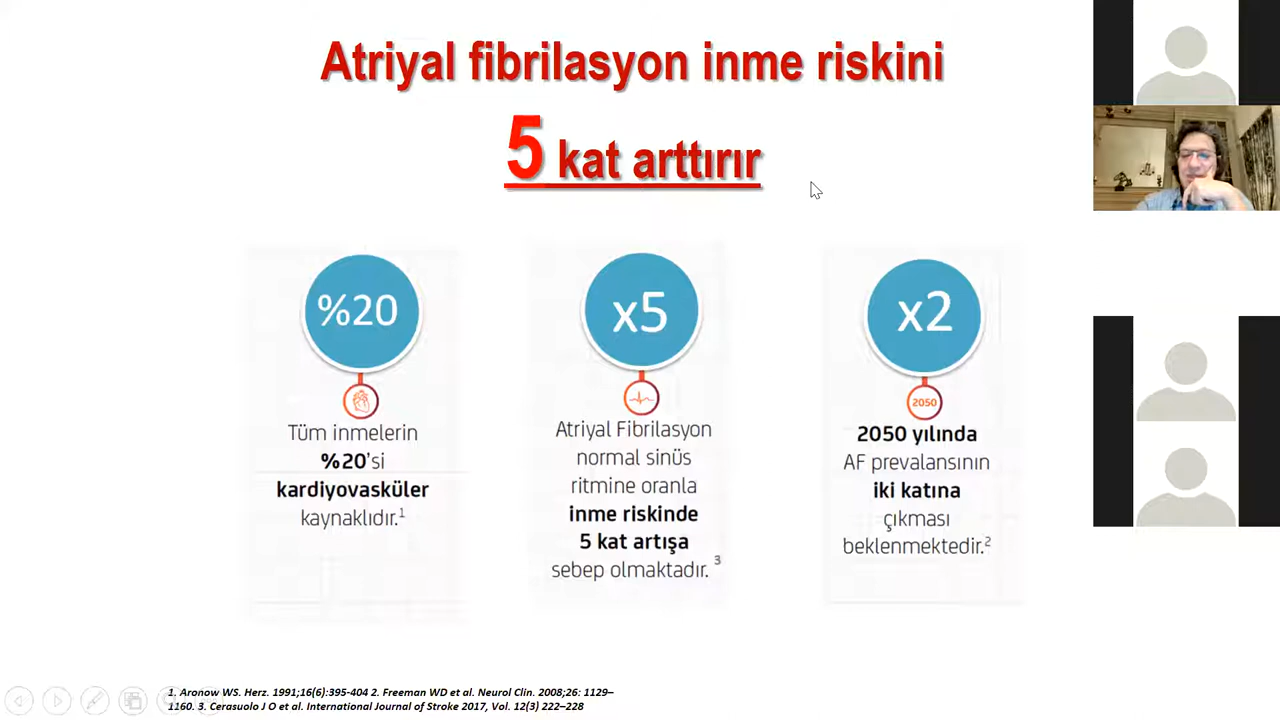 Atriyal fibrilasyon inme riskini
5 kat arttırır
%20
Tüm inmelerin
%20'si
kardiyovasküler
kaynaklıdır.1
x5
Atriyal Fibrilasyon
normal sinüs
ritmine oranla
inme riskinde
5 kat artışa
sebep olmaktadır. 3
x2
2050
2050 yılında
AF prevalansının
iki katına
çıkması
beklenmektedir.2
1. Aronow WS. Herz. 1991;16(6):395-404 2. Freeman WD et al. Neurol Clin. 2008;26: 1129–
1160. 3. Cerasuolo J O et al. International Journal of Stroke 2017, Vol. 12(3) 222–228